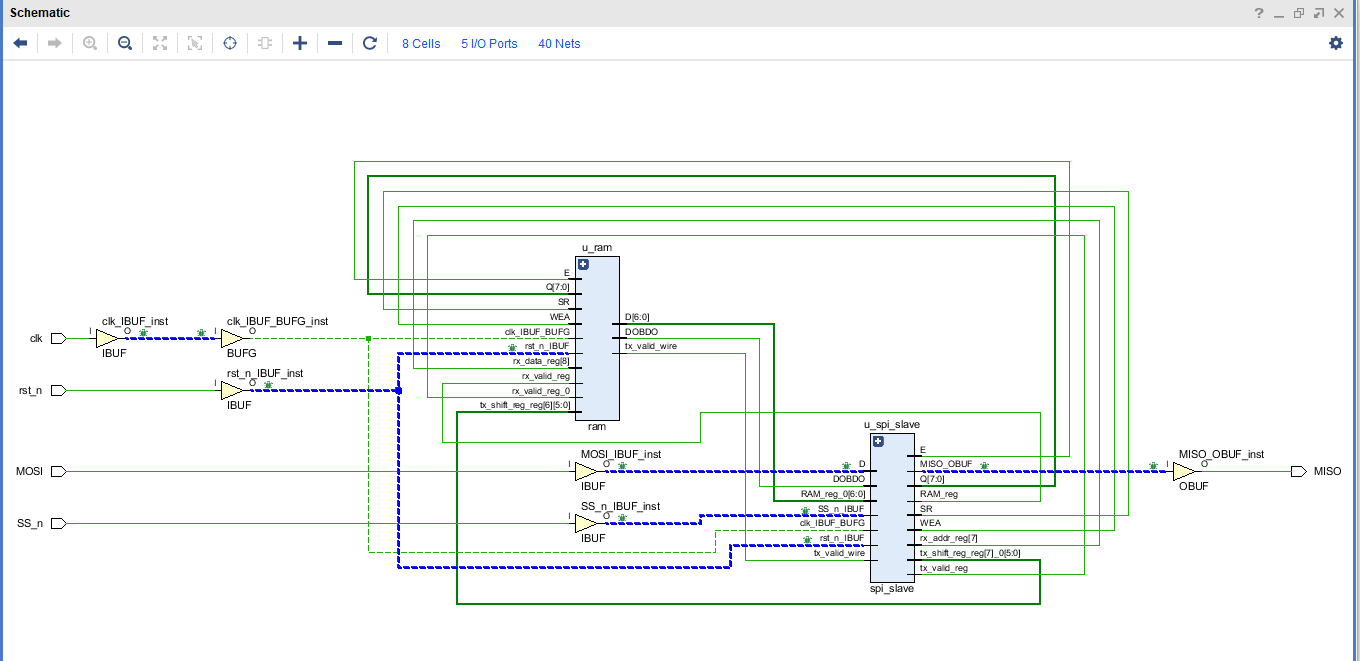 Schematic
?
8 Cells 5 I/O Ports 40 Nets
u_ram
E
Q[7:0]
SR
WEA
clk_IBUF_BUFG
rst_n_IBUF
rx_data_reg[8]
rx_valid_reg
rx_valid_reg_0
tx_shift_reg_reg[6][5:0]
D[6:0]
DOBDO
tx_valid_wire
ram
clk
I
clk_IBUF_inst
O
IBUF
I
clk_IBUF_BUFG_inst
O
BUFG
rst_n
I
rst_n_IBUF_inst
O
IBUF
MOSI
I
MOSI_IBUF_inst
O
IBUF
SS_n
I
SS_n_IBUF_inst
O
IBUF
u_spi_slave
D
DOBDO
RAM_reg_0[6:0]
SS_n_IBUF
clk_IBUF_BUFG
rst_n_IBUF
tx_valid_wire
E
MISO_OBUF
Q[7:0]
RAM_reg
SR
WEA
rx_addr_reg[7]
tx_shift_reg_reg[7]_0[5:0]
tx_valid_reg
spi_slave
I
MISO_OBUF_inst
O
OBUF
MISO